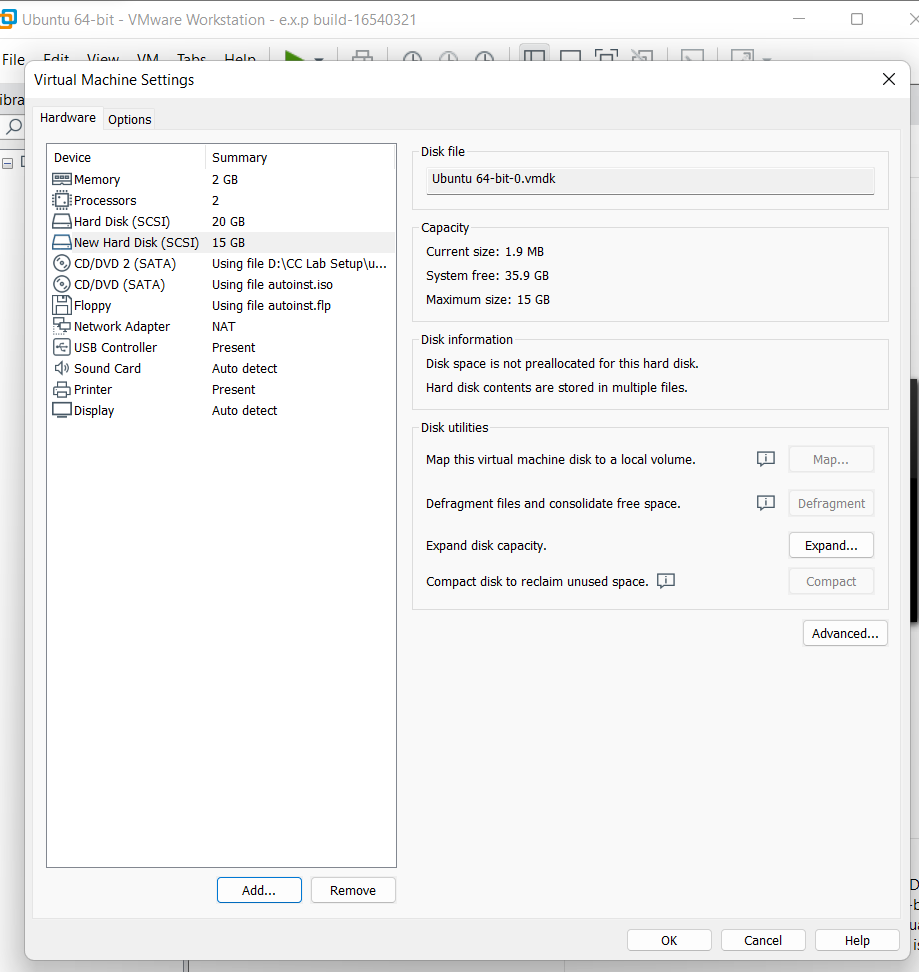 Ubuntu 64-bit - VMware Workstation - e.x.p build-16540321
File Edit View VM Tabs Help
Virtual Machine Settings
Hardware Options
Device Summary
Memory 2 GB
Processors 2
Hard Disk (SCSI) 20 GB
New Hard Disk (SCSI) 15 GB
CD/DVD 2 (SATA) Using file D:\CC Lab Setup\u...
CD/DVD (SATA) Using file autoinst.iso
Floppy Using file autoinst.flp
Network Adapter NAT
USB Controller Present
Sound Card Auto detect
Printer Present
Display Auto detect
Add... Remove
Disk file
Ubuntu 64-bit-0.vmdk
Capacity
Current size: 1.9 MB
System free: 35.9 GB
Maximum size: 15 GB
Disk information
Disk space is not preallocated for this hard disk.
Hard disk contents are stored in multiple files.
Disk utilities
Map this virtual machine disk to a local volume. Map...
Defragment files and consolidate free space. Defragment
Expand disk capacity. Expand...
Compact disk to reclaim unused space. Compact
Advanced...
OK Cancel Help